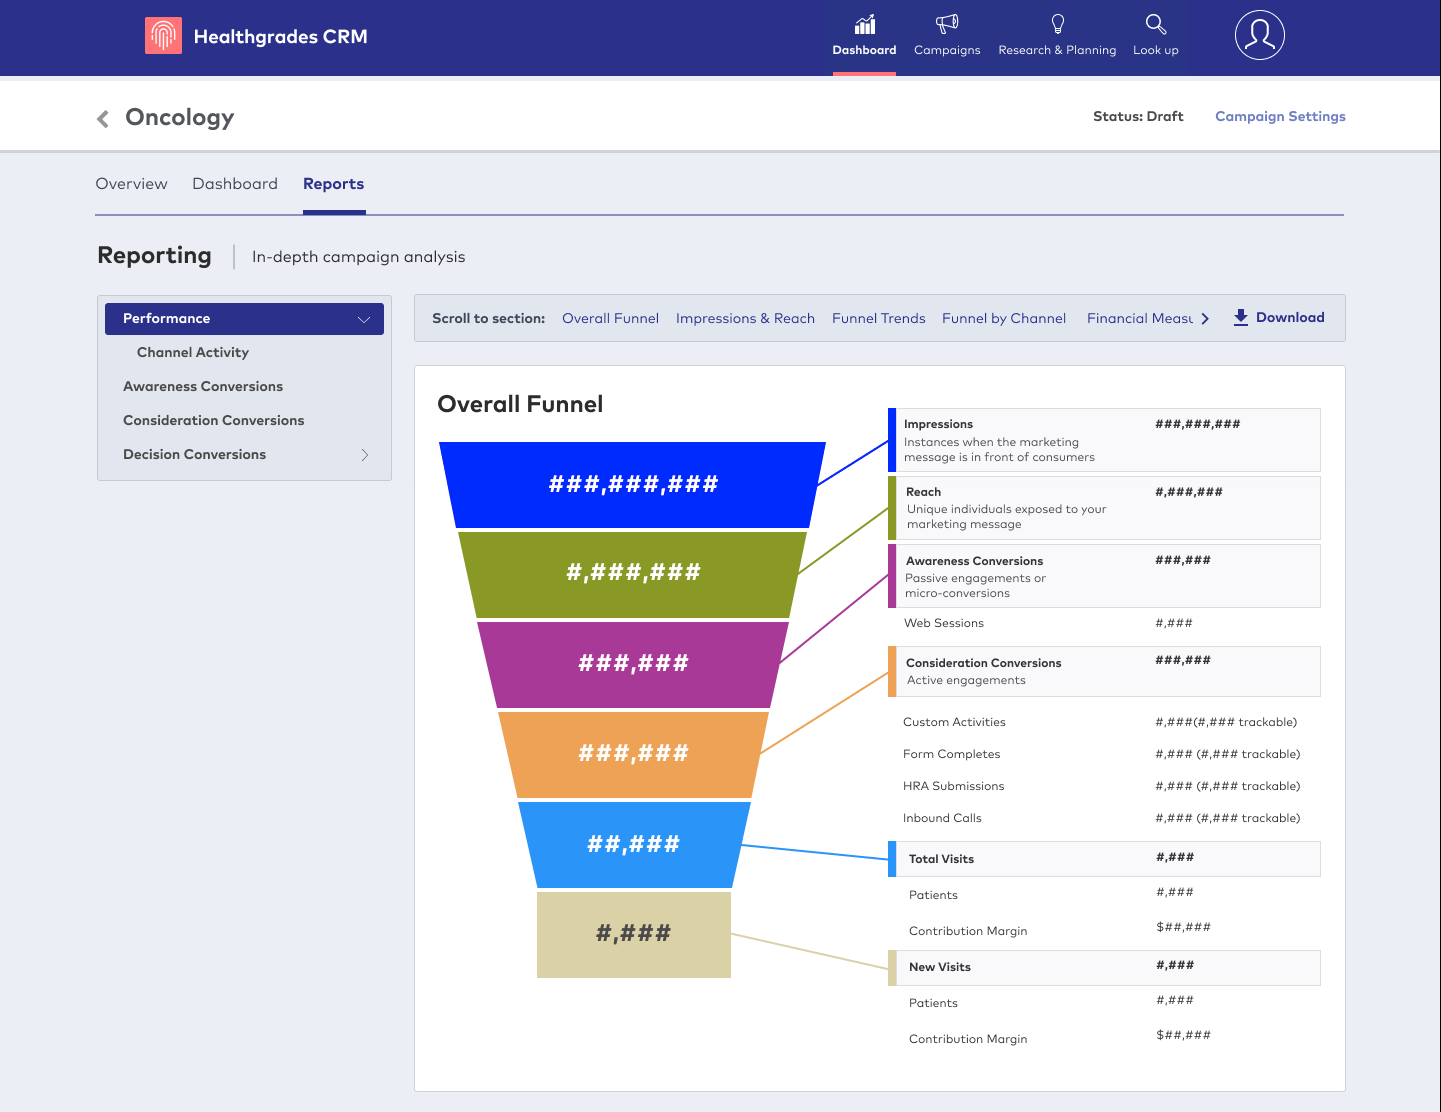 Healthgrades CRM
Dashboard
Campaigns
Research & Planning
Look up
Oncology
Status: Draft
Campaign Settings
Overview
Dashboard
Reports
Reporting
In-depth campaign analysis
Performance
Channel Activity
Awareness Conversions
Consideration Conversions
Decision Conversions
Scroll to section:
Overall Funnel
Impressions & Reach
Funnel Trends
Funnel by Channel
Financial Measu
Download
Overall Funnel
###,###,###
#,###,###
###,###
###,###
##,###
#,###
Impressions ###,###,###
Instances when the marketing
message is in front of consumers
Reach #,###,###
Unique individuals exposed to your
marketing message
Awareness Conversions ###,###
Passive engagements or
micro-conversions
Web Sessions #,###
Consideration Conversions ###,###
Active engagements
Custom Activities #,###(#,### trackable)
Form Completes #,### (#,### trackable)
HRA Submissions #,### (#,### trackable)
Inbound Calls #,### (#,### trackable)
Total Visits #,###
Patients #,###
Contribution Margin $##,###
New Visits #,###
Patients #,###
Contribution Margin $##,###